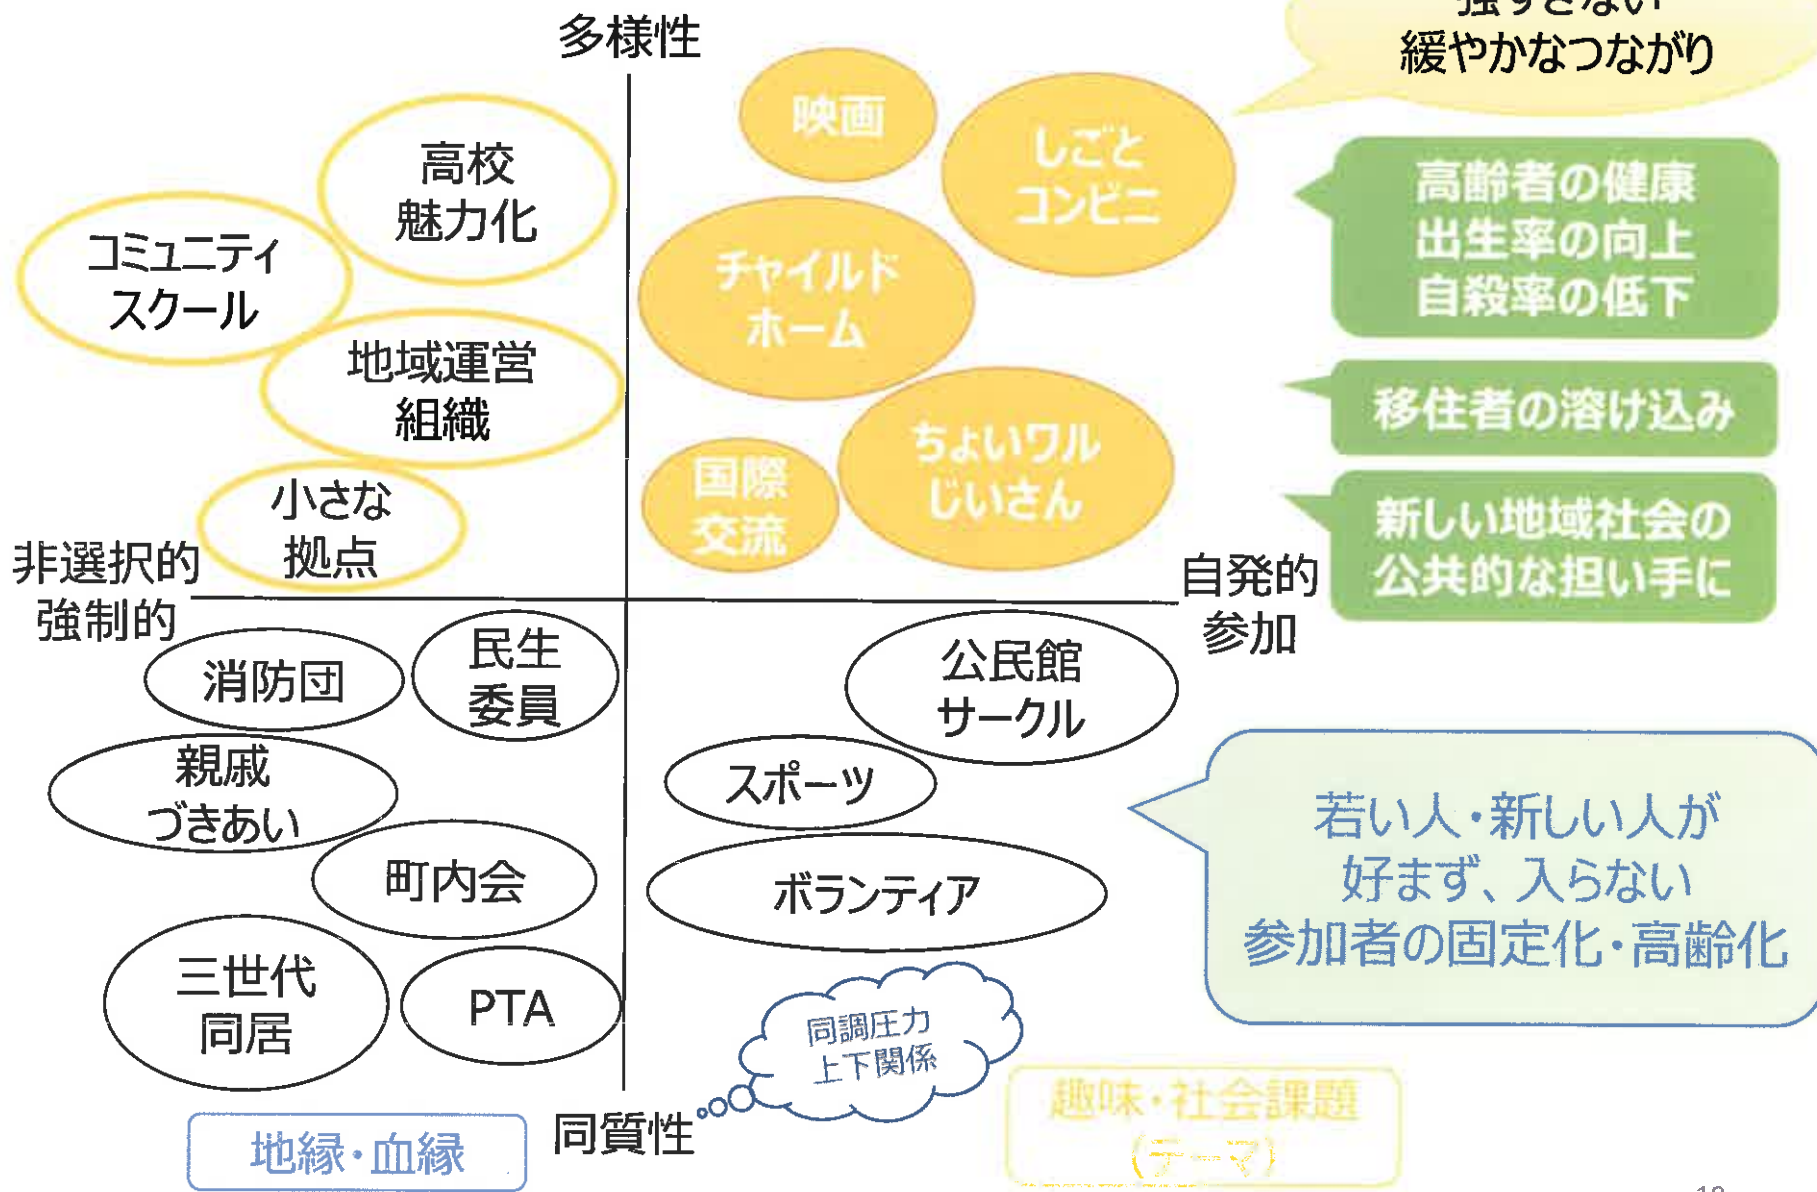 多様性
強すぎない
緩やかなつながり
映画
しごと
コンビニ
高校
魅力化
コミュニティ
スクール
チャイルド
ホーム
地域運営
組織
ちょいワル
じいさん
国際
交流
小さな
拠点
高齢者の健康
出生率の向上
自殺率の低下
移住者の溶け込み
新しい地域社会の
公共的な担い手に
非選択的
強制的
自発的
参加
消防団
民生
委員
公民館
サークル
親戚
づきあい
スポーツ
町内会
ボランティア
若い人・新しい人が
好まず、入らない
参加者の固定化・高齢化
三世代
同居
PTA
同調圧力
上下関係
同質性
地縁・血縁
趣味・社会課題
(テーマ)